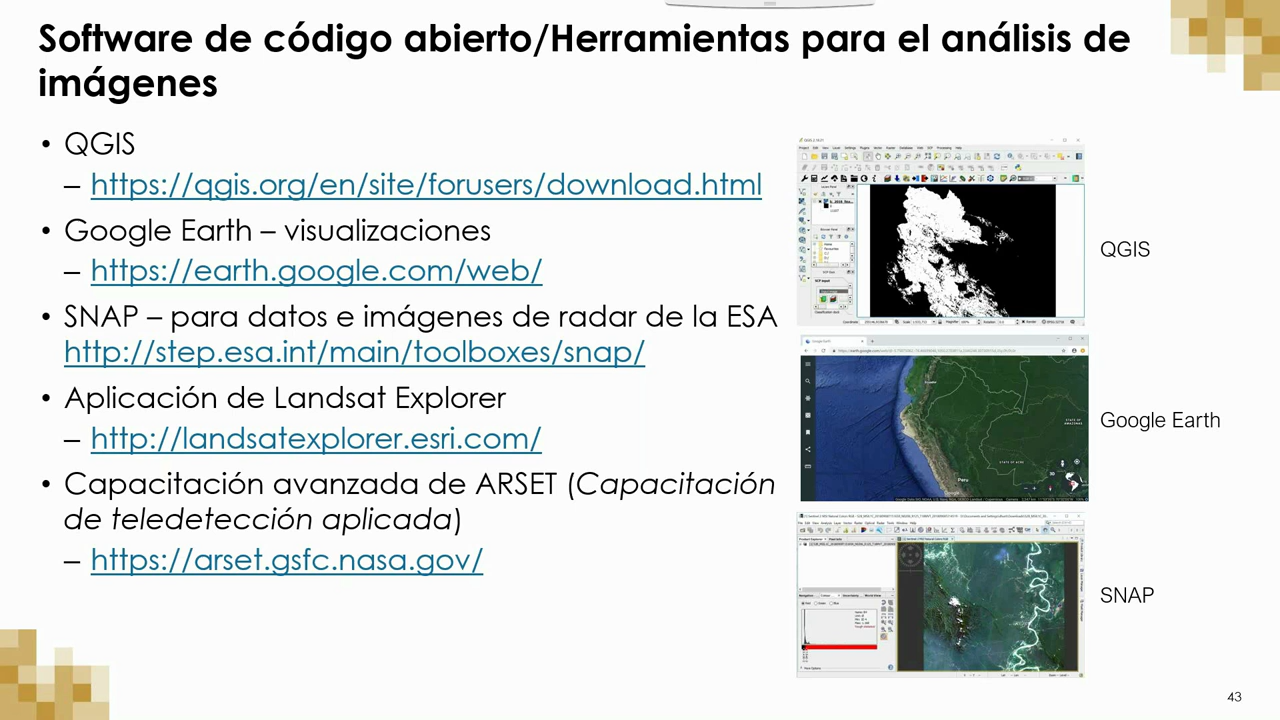 Software de código abierto/Herramientas para el análisis de
imágenes
• QGIS
– https://qgis.org/en/site/forusers/download.html
• Google Earth – visualizaciones
– https://earth.google.com/web/
• SNAP – para datos e imágenes de radar de la ESA
http://step.esa.int/main/toolboxes/snap/
• Aplicación de Landsat Explorer
– http://landsatexplorer.esri.com/
• Capacitación avanzada de ARSET (Capacitación
de teledetección aplicada)
– https://arset.gsfc.nasa.gov/
QGIS
Google Earth
Peru
SNAP
43